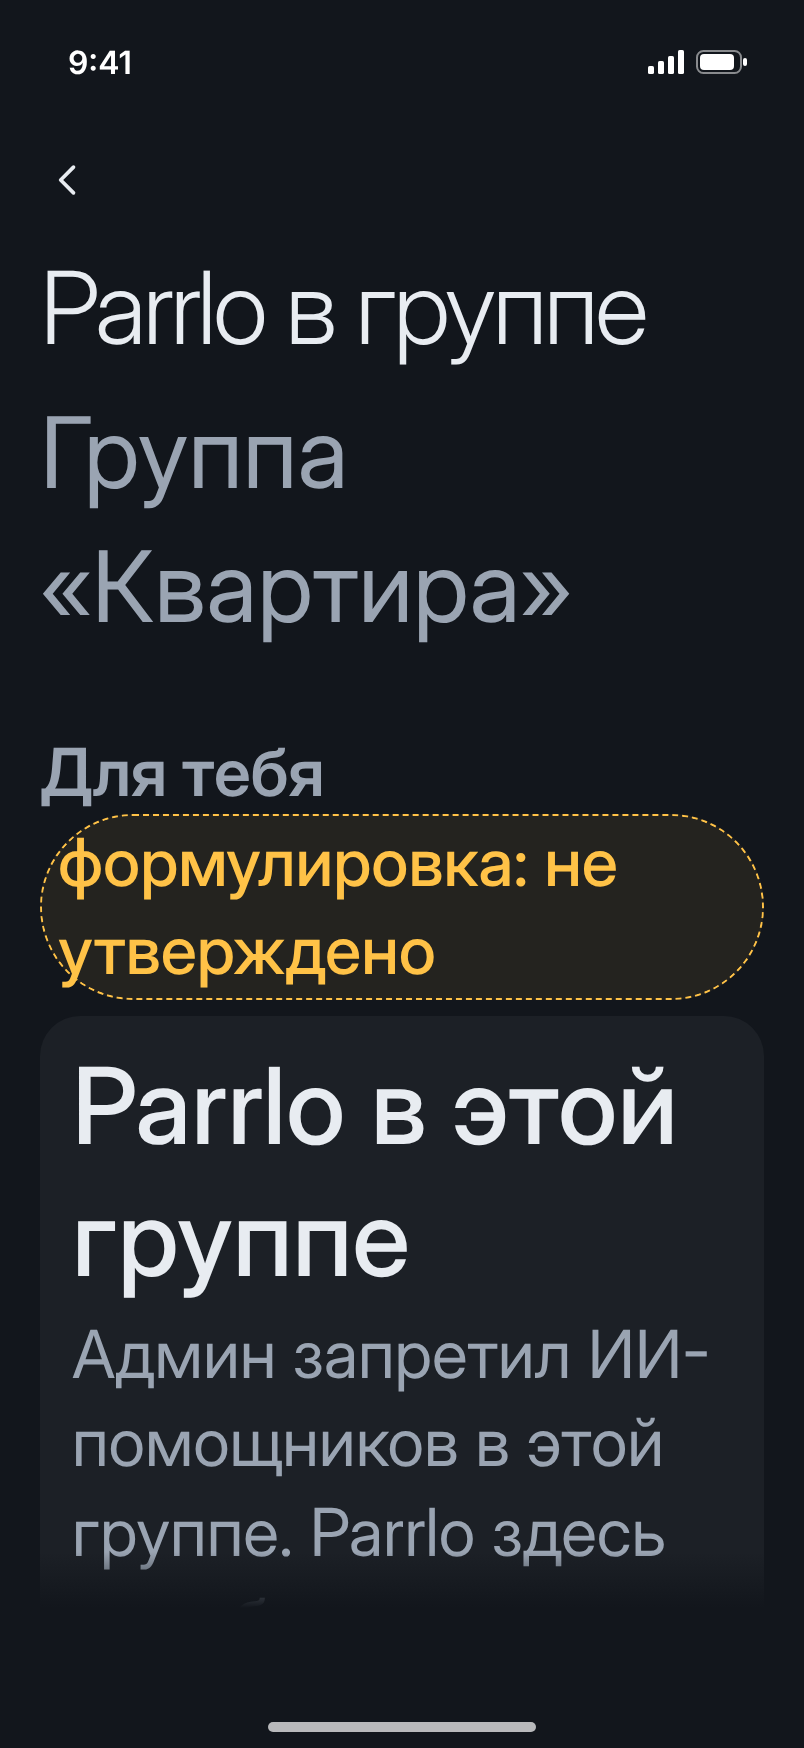 9:41
Parrlo в группе
Группа
«Квартира»
Для тебя
формулировка: не
утверждено
Parrlo в этой
группе
Админ запретил ИИ-
помощников в этой
группе. Parrlo здесь